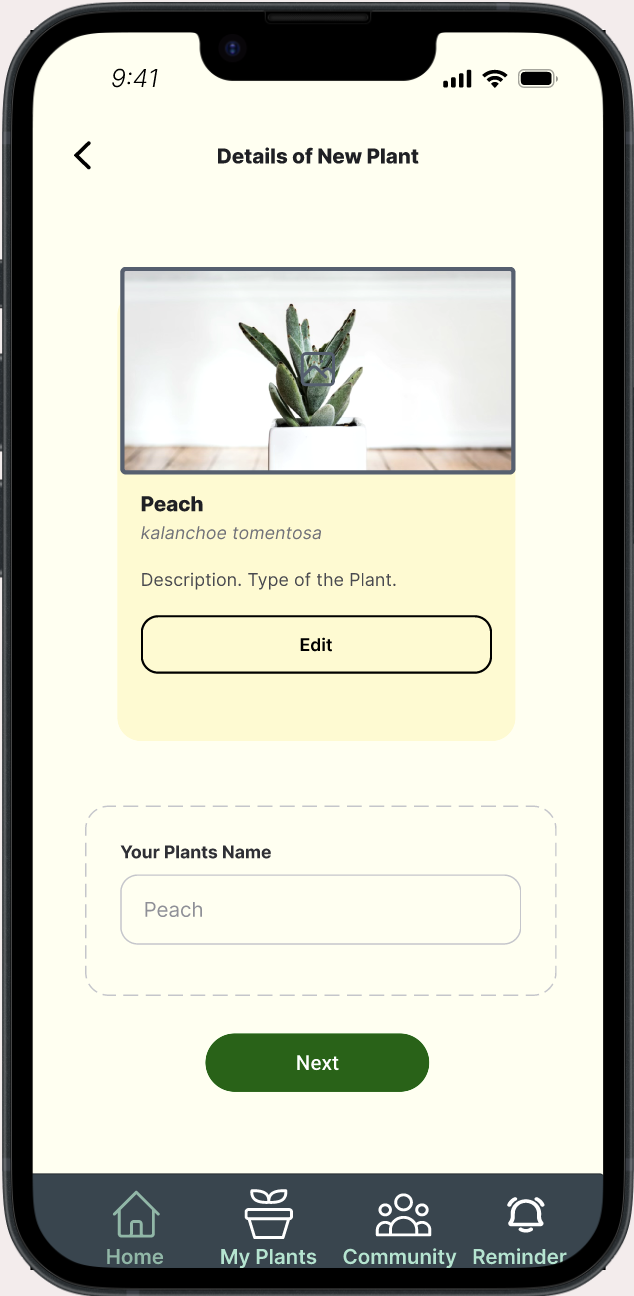 9:41
Details of New Plant
Peach
kalanchoe tomentosa
Description. Type of the Plant.
Edit
Your Plants Name
Peach
Next
Home
My Plants
Community
Reminder